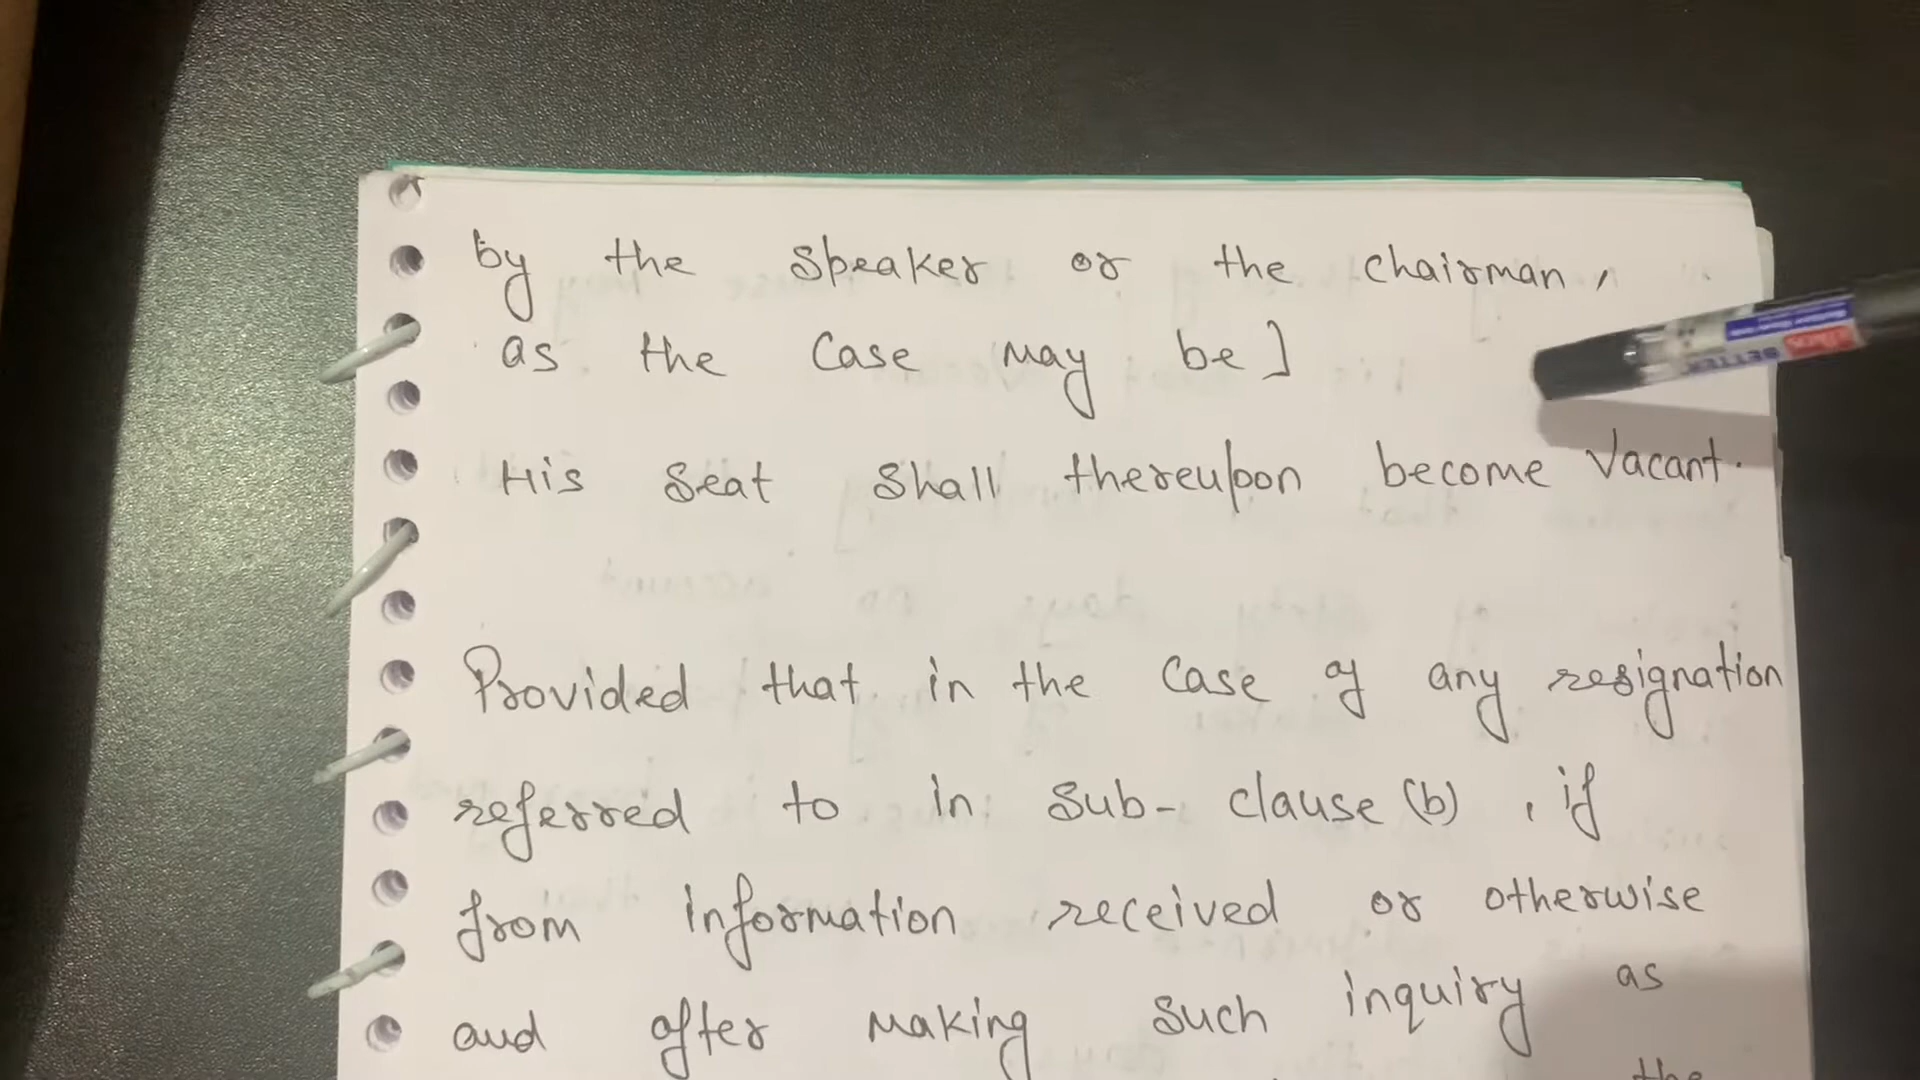 by the Speaker or the chairman,
as the Case may be]
His Seat Shall thereupon become Vacant.
Provided that in the Case of any resignation
referred to in Sub-clause (b), if
from information received or otherwise
and after making such inquiry as
the